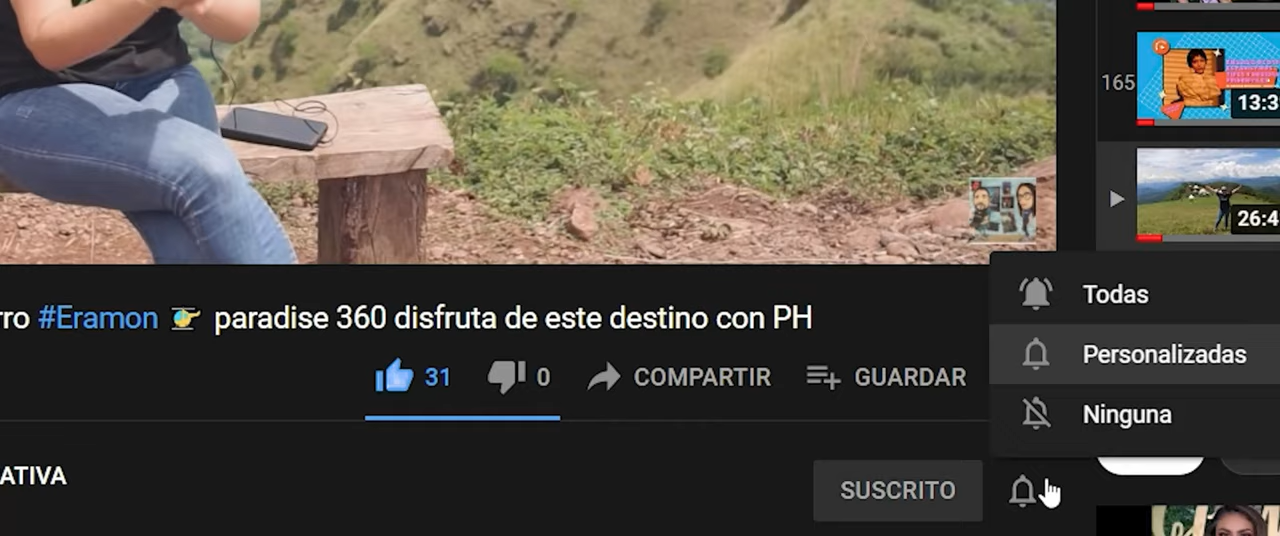 165
13:3
26:4
rro #Eramon paradise 360 disfruta de este destino con PH
31 0 COMPARTIR GUARDAR
Todas
Personalizadas
Ninguna
ATIVA
SUSCRITO